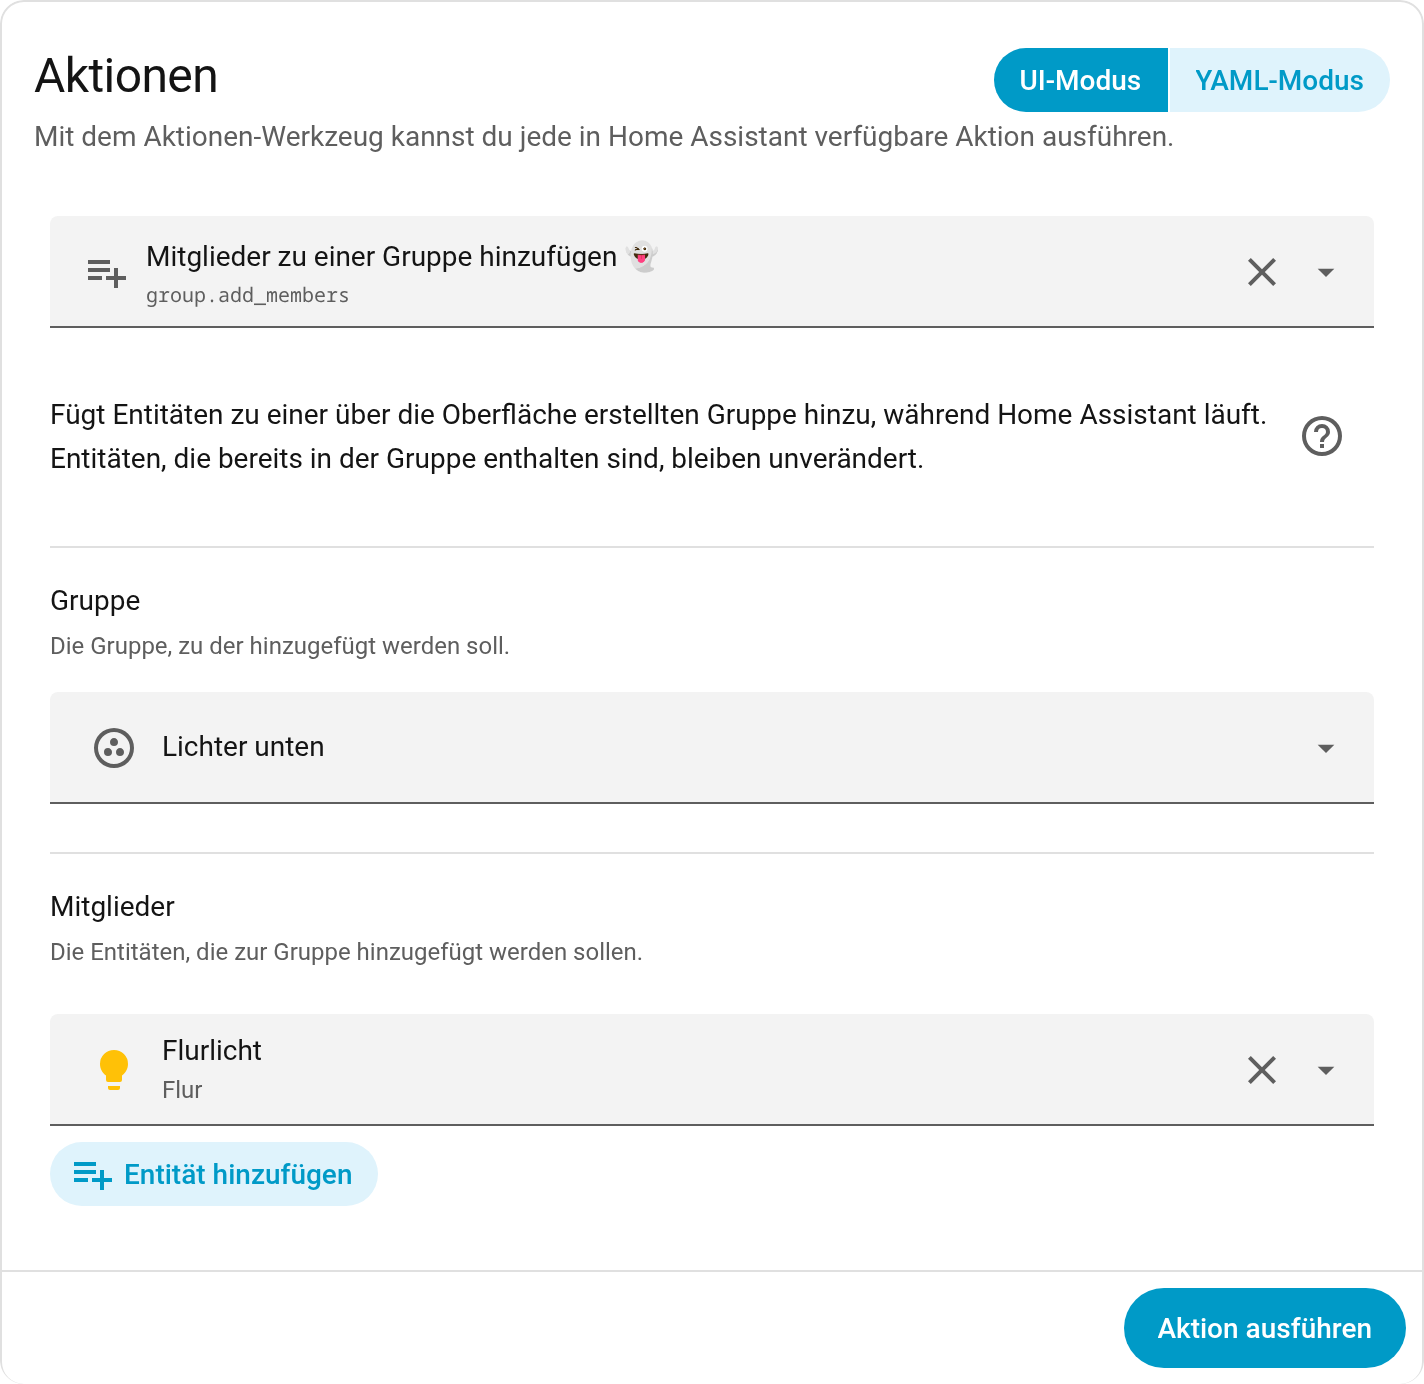 Aktionen
UI-Modus
YAML-Modus
Mit dem Aktionen-Werkzeug kannst du jede in Home Assistant verfügbare Aktion ausführen.
Mitglieder zu einer Gruppe hinzufügen 👻
group.add_members
Fügt Entitäten zu einer über die Oberfläche erstellten Gruppe hinzu, während Home Assistant läuft.
Entitäten, die bereits in der Gruppe enthalten sind, bleiben unverändert.
Gruppe
Die Gruppe, zu der hinzugefügt werden soll.
Lichter unten
Mitglieder
Die Entitäten, die zur Gruppe hinzugefügt werden sollen.
Flurlicht
Flur
Entität hinzufügen
Aktion ausführen